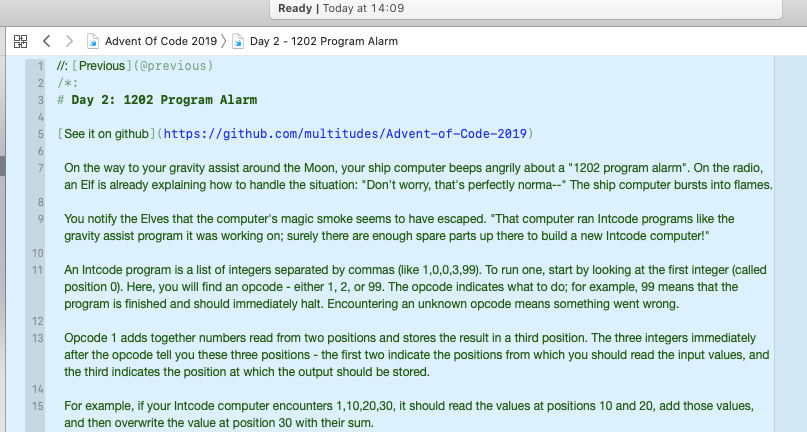 Ready | Today at 14:09
Advent Of Code 2019 〉 Day 2 - 1202 Program Alarm
1 //: [Previous](@previous)
2 /*:
3 # Day 2: 1202 Program Alarm
4
5 [See it on github](https://github.com/multitudes/Advent-of-Code-2019)
6
7 On the way to your gravity assist around the Moon, your ship computer beeps angrily about a "1202 program alarm". On the radio,
an Elf is already explaining how to handle the situation: "Don't worry, that's perfectly norma--" The ship computer bursts into flames.
8
9 You notify the Elves that the computer's magic smoke seems to have escaped. "That computer ran Intcode programs like the
gravity assist program it was working on; surely there are enough spare parts up there to build a new Intcode computer!"
10
11 An Intcode program is a list of integers separated by commas (like 1,0,0,3,99). To run one, start by looking at the first integer (called
position 0). Here, you will find an opcode - either 1, 2, or 99. The opcode indicates what to do; for example, 99 means that the
program is finished and should immediately halt. Encountering an unknown opcode means something went wrong.
12
13 Opcode 1 adds together numbers read from two positions and stores the result in a third position. The three integers immediately
after the opcode tell you these three positions - the first two indicate the positions from which you should read the input values, and
the third indicates the position at which the output should be stored.
14
15 For example, if your Intcode computer encounters 1,10,20,30, it should read the values at positions 10 and 20, add those values,
and then overwrite the value at position 30 with their sum.